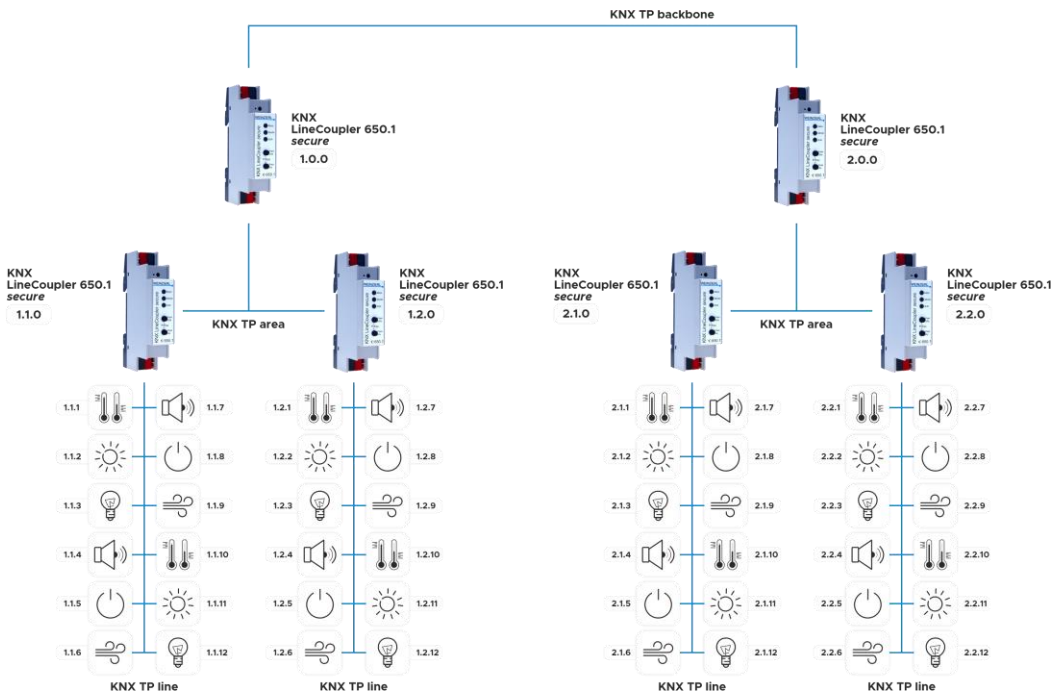 KNX TP backbone
KNX
LineCoupler 650.1
secure
1.0.0
KNX
LineCoupler 650.1
secure
2.0.0
KNX
LineCoupler 650.1
secure
1.1.0
KNX
LineCoupler 650.1
secure
1.2.0
KNX TP area
KNX
LineCoupler 650.1
secure
2.1.0
KNX
LineCoupler 650.1
secure
2.2.0
KNX TP area
1.1.1
1.1.7
1.1.2
1.1.8
1.1.3
1.1.9
1.1.4
1.1.10
1.1.5
1.1.11
1.1.6
1.1.12
KNX TP line
1.2.1
1.2.7
1.2.2
1.2.8
1.2.3
1.2.9
1.2.4
1.2.10
1.2.5
1.2.11
1.2.6
1.2.12
KNX TP line
2.1.1
2.1.7
2.1.2
2.1.8
2.1.3
2.1.9
2.1.4
2.1.10
2.1.5
2.1.11
2.1.6
2.1.12
KNX TP line
2.2.1
2.2.7
2.2.2
2.2.8
2.2.3
2.2.9
2.2.4
2.2.10
2.2.5
2.2.11
2.2.6
2.2.12
KNX TP line